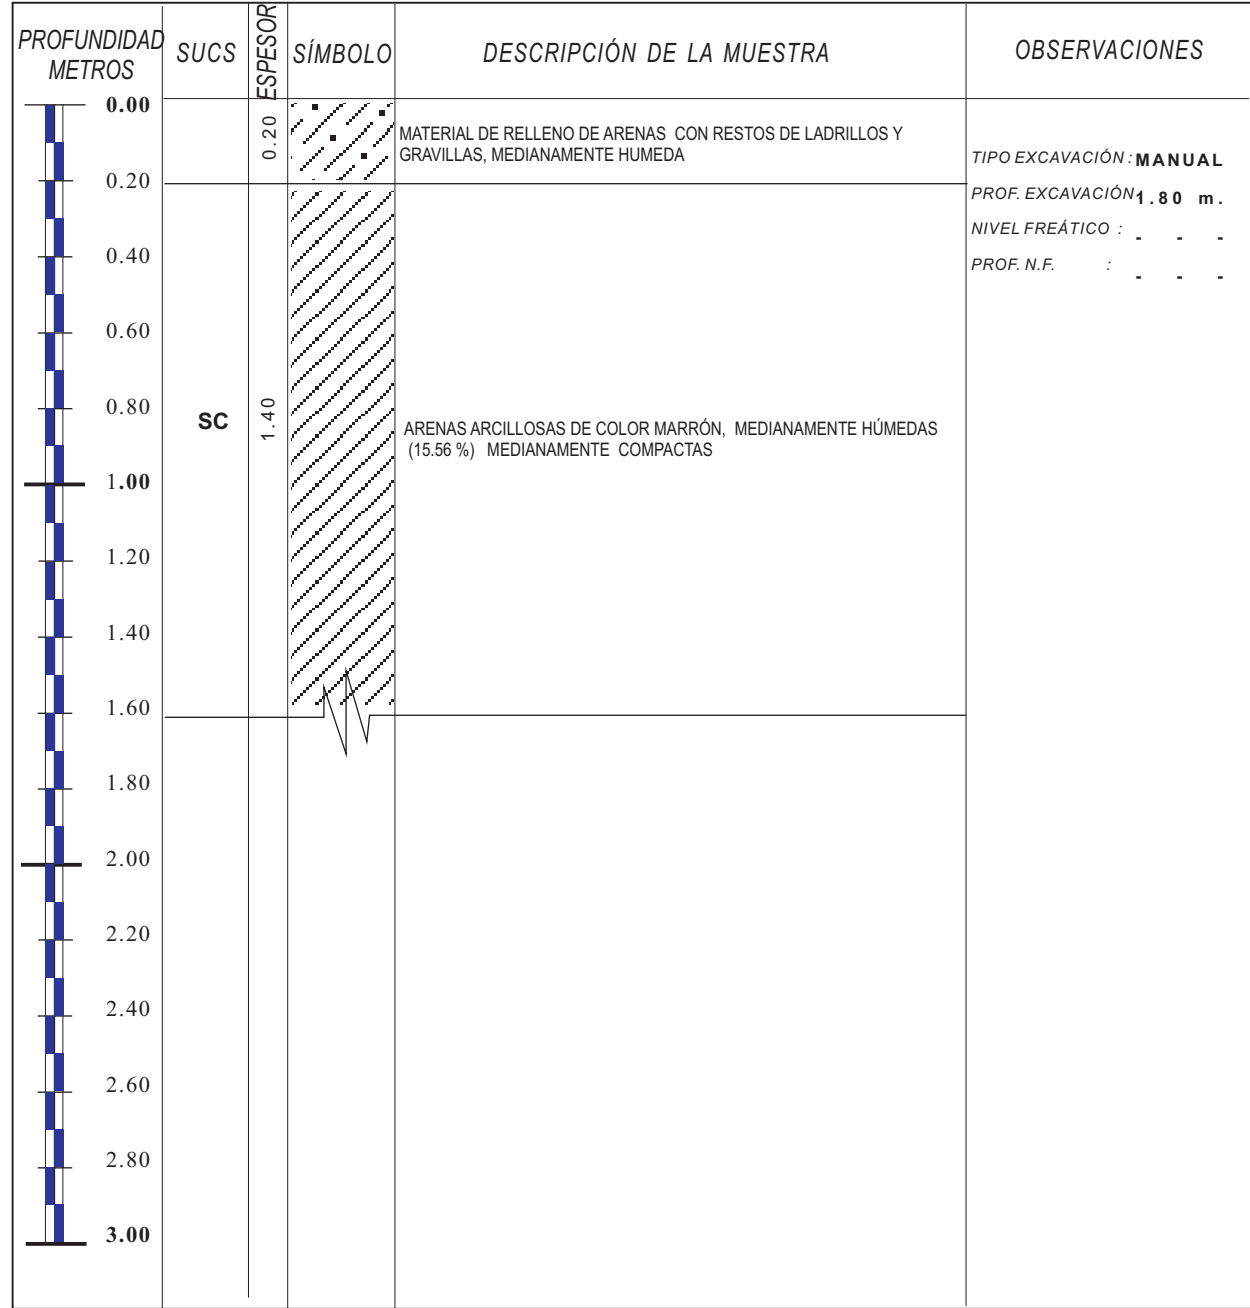 PROFUNDIDAD
METROS
SUCS
ESPESOR
SÍMBOLO
DESCRIPCIÓN DE LA MUESTRA
OBSERVACIONES
0.00
0.20
MATERIAL DE RELLENO DE ARENAS CON RESTOS DE LADRILLOS Y
GRAVILLAS, MEDIANAMENTE HUMEDA
TIPO EXCAVACIÓN : MANUAL
PROF. EXCAVACIÓN 1.80 m.
NIVEL FREÁTICO : - - -
PROF. N.F. : - - -
0.20
0.40
0.60
0.80
SC
1.40
ARENAS ARCILLOSAS DE COLOR MARRÓN, MEDIANAMENTE HÚMEDAS
(15.56 %) MEDIANAMENTE COMPACTAS
1.00
1.20
1.40
1.60
1.80
2.00
2.20
2.40
2.60
2.80
3.00